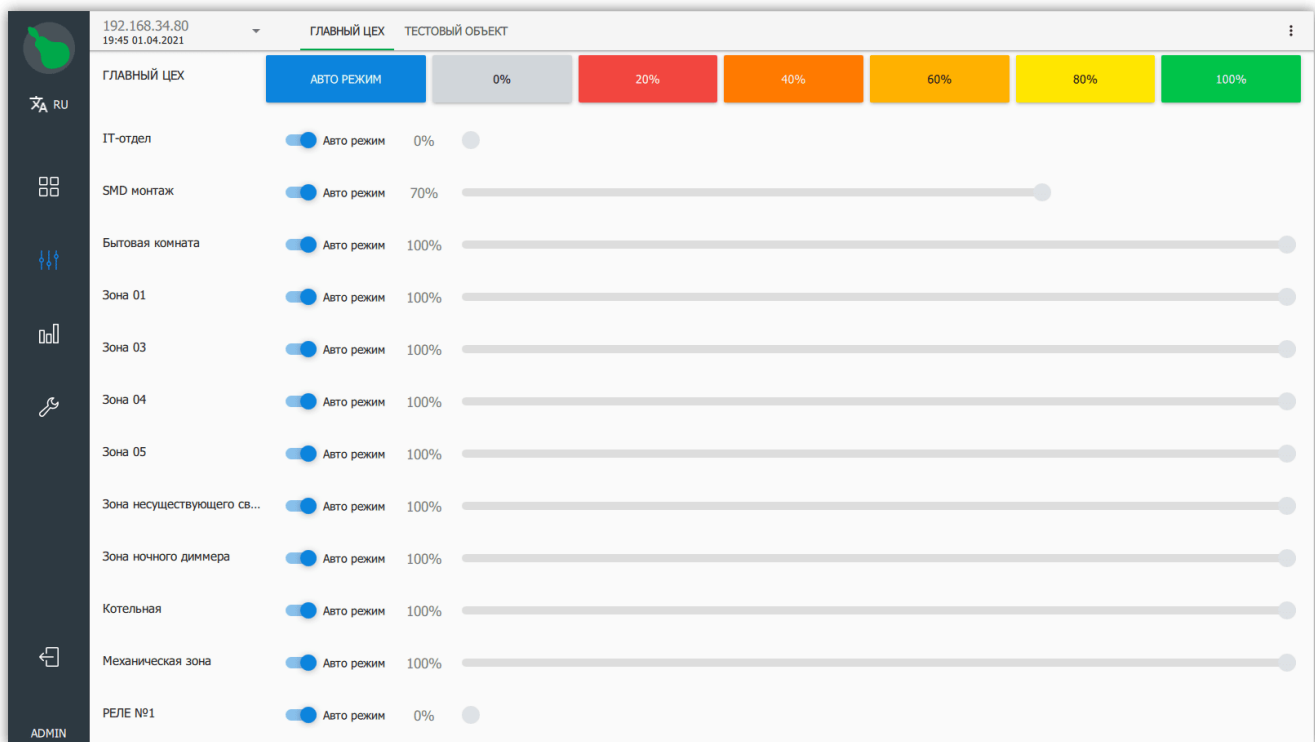 192.168.34.80
19:45 01.04.2021
ГЛАВНЫЙ ЦЕХ ТЕСТОВЫЙ ОБЪЕКТ
ГЛАВНЫЙ ЦЕХ АВТО РЕЖИМ 0% 20% 40% 60% 80% 100%
RU
IT-отдел Авто режим 0%
SMD монтаж Авто режим 70%
Бытовая комната Авто режим 100%
Зона 01 Авто режим 100%
Зона 03 Авто режим 100%
Зона 04 Авто режим 100%
Зона 05 Авто режим 100%
Зона несуществующего св... Авто режим 100%
Зона ночного диммера Авто режим 100%
Котельная Авто режим 100%
Механическая зона Авто режим 100%
РЕЛЕ №1 Авто режим 0%
ADMIN